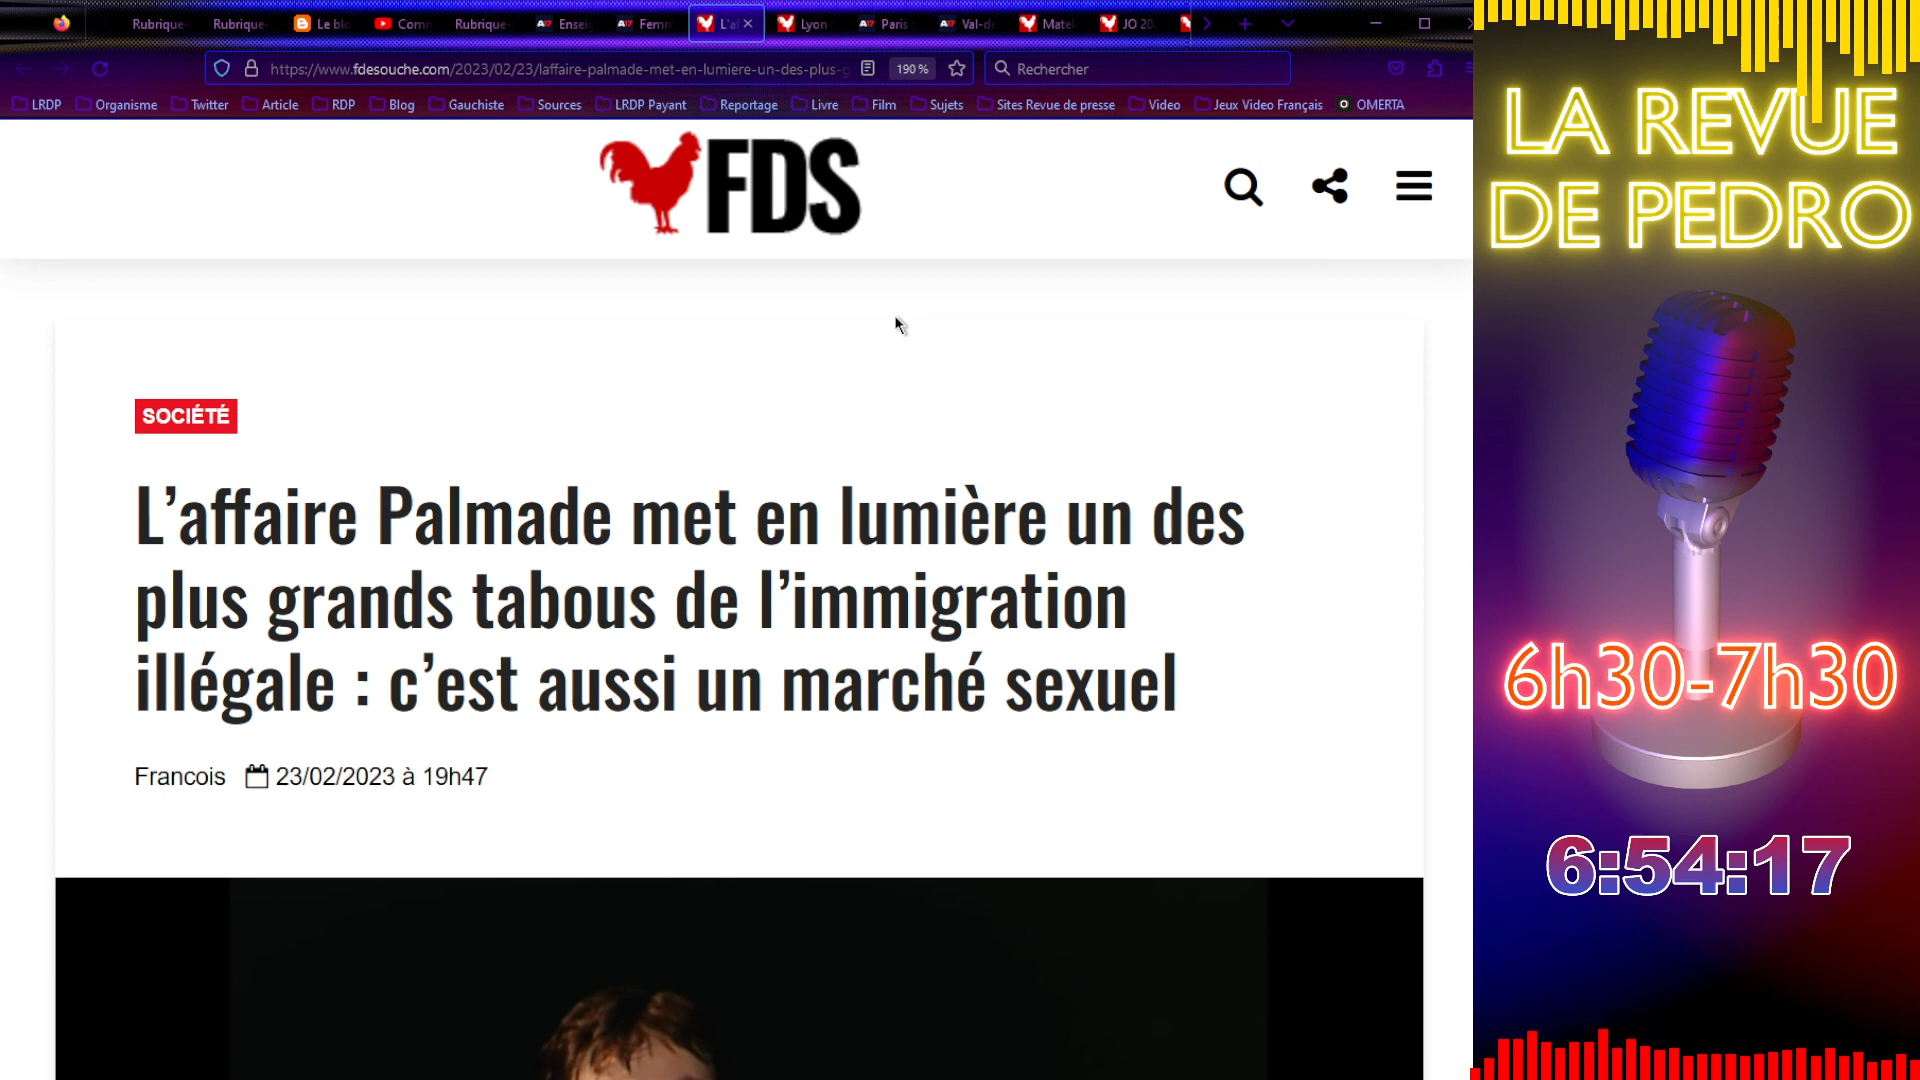 Rubrique
Rubrique
Le bl
Com
Rubrique
Ensei
Fem
L'af
Lyon
Paris
Val-d
Mate
JO 20
https://www.fdesouche.com/2023/02/23/laffaire-palmade-met-en-lumiere-un-des-plus-g
190 %
Rechercher
LRDP
Organisme
Twitter
Article
RDP
Blog
Gauchiste
Sources
LRDP Payant
Reportage
Livre
Film
Sujets
Sites Revue de presse
Video
Jeux Video Français
OMERTA
FDS
SOCIÉTÉ
L’affaire Palmade met en lumière un des
plus grands tabous de l’immigration
illégale : c’est aussi un marché sexuel
Francois 23/02/2023 à 19h47
LA REVUE
DE PEDRO
6h30-7h30
6:54:17